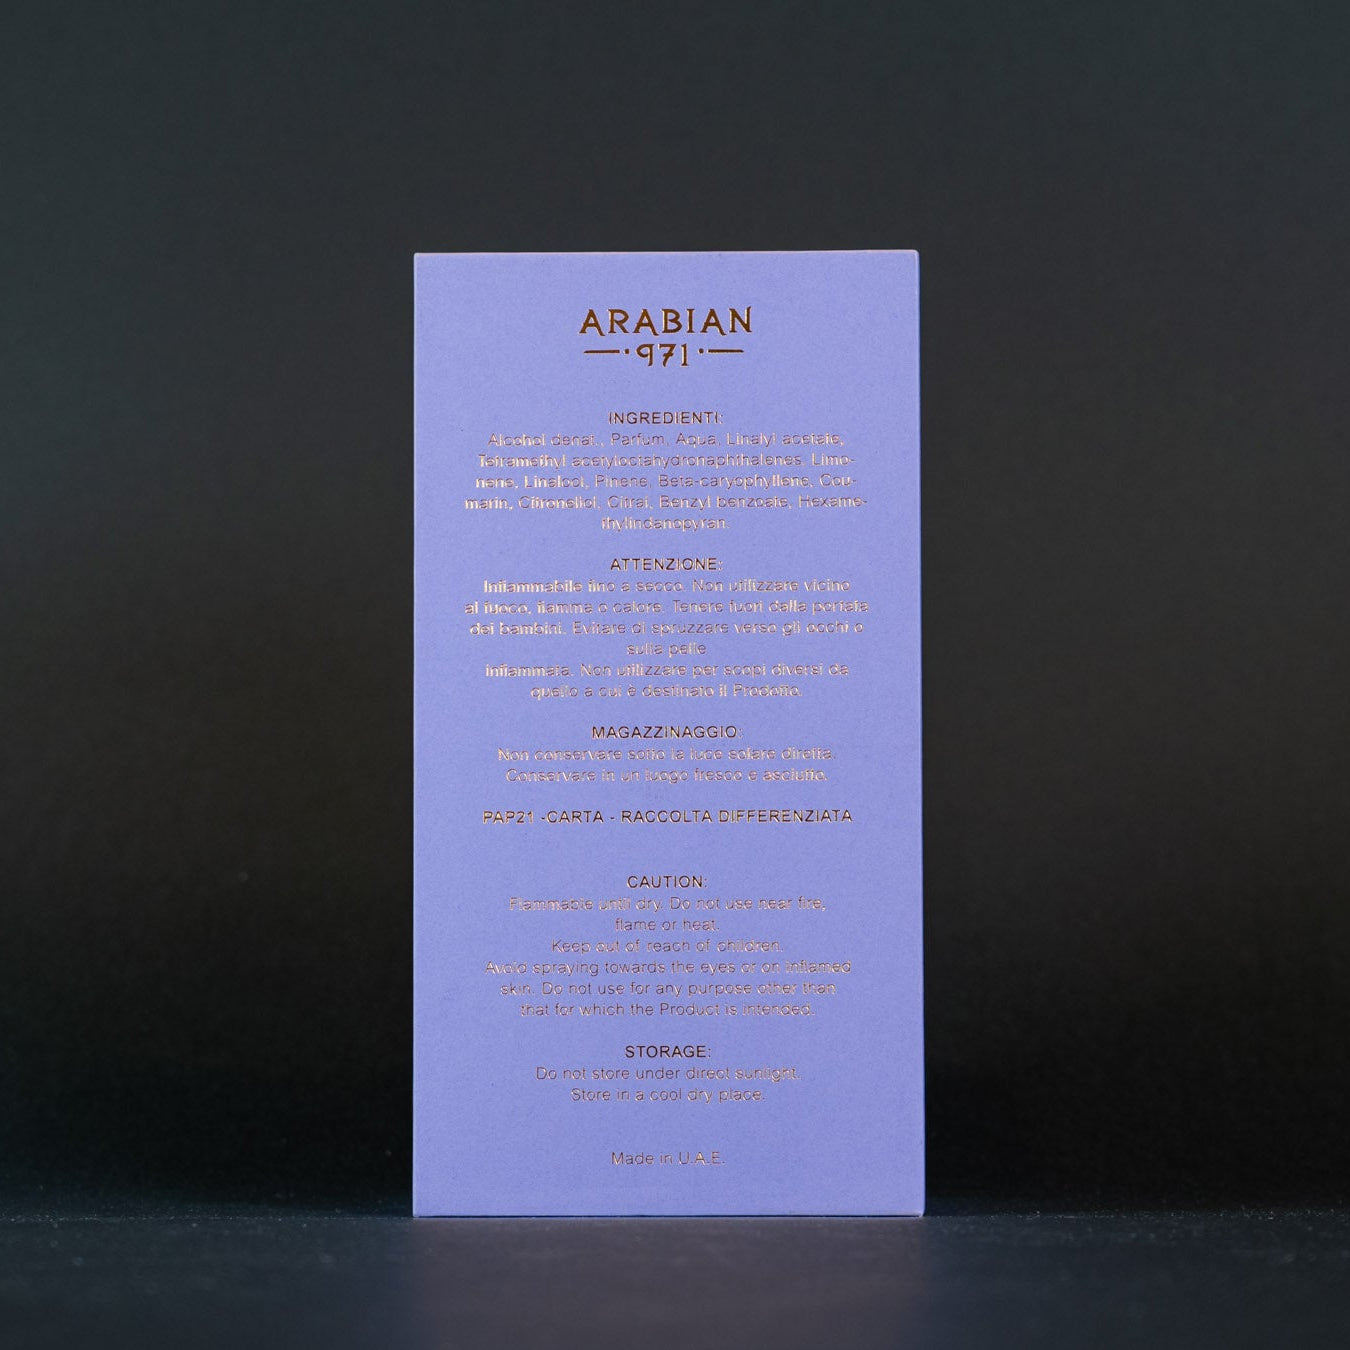 ARABIAN
971
INGREDIENTI:
Alcohol denat., Parfum, Aqua, Linalyl acetate,
Tetramethyl acetyloctahydronaphthalenes, Limo-
nene, Linalool, Pinene, Beta-caryophyllene, Cou-
marin, Citronellol, Citral, Benzyl benzoate, Hexame-
thylindanopyran.
ATTENZIONE:
Infiammabile fino a secco. Non utilizzare vicino
al fuoco, fiamma o calore. Tenere fuori dalla portata
dei bambini. Evitare di spruzzare verso gli occhi o
sulla pelle
infiammata. Non utilizzare per scopi diversi da
quello a cui è destinato il Prodotto.
MAGAZZINAGGIO:
Non conservare sotto la luce solare diretta.
Conservare in un luogo fresco e asciutto.
PAP21 -CARTA - RACCOLTA DIFFERENZIATA
CAUTION:
Flammable until dry. Do not use near fire,
flame or heat.
Keep out of reach of children.
Avoid spraying towards the eyes or on inflamed
skin. Do not use for any purpose other than
that for which the Product is intended.
STORAGE:
Do not store under direct sunlight.
Store in a cool dry place.
Made in U.A.E.